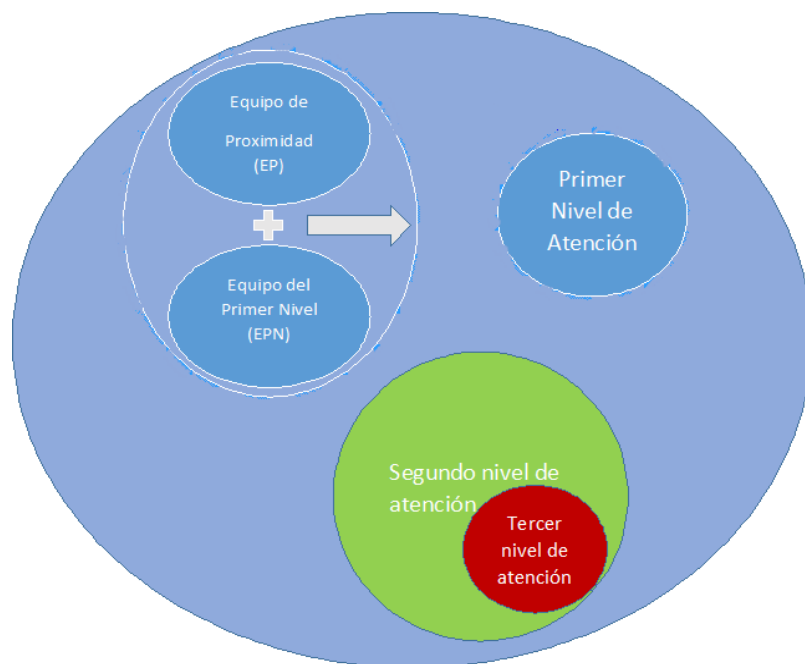 Equipo de
Proximidad
(EP)
Equipo del
Primer Nivel
(EPN)
Primer
Nivel de
Atención
Segundo nivel de
atención
Tercer
nivel de
atención